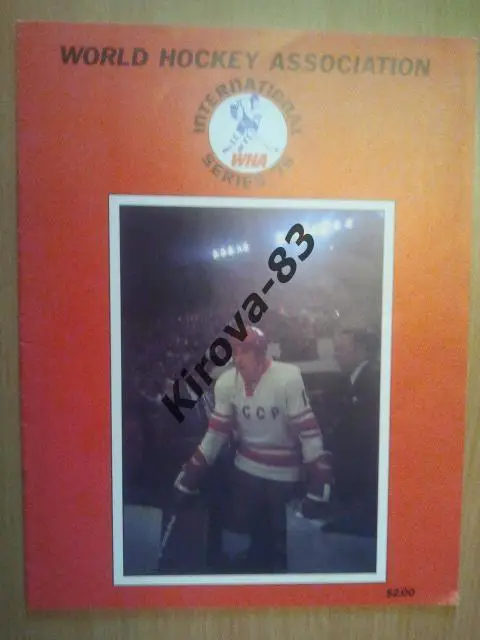 WORLD HOCKEY ASSOCIATION
INTERNATIONAL
WHA
SERIES '76
Kirova-83
CCCP
$2.00